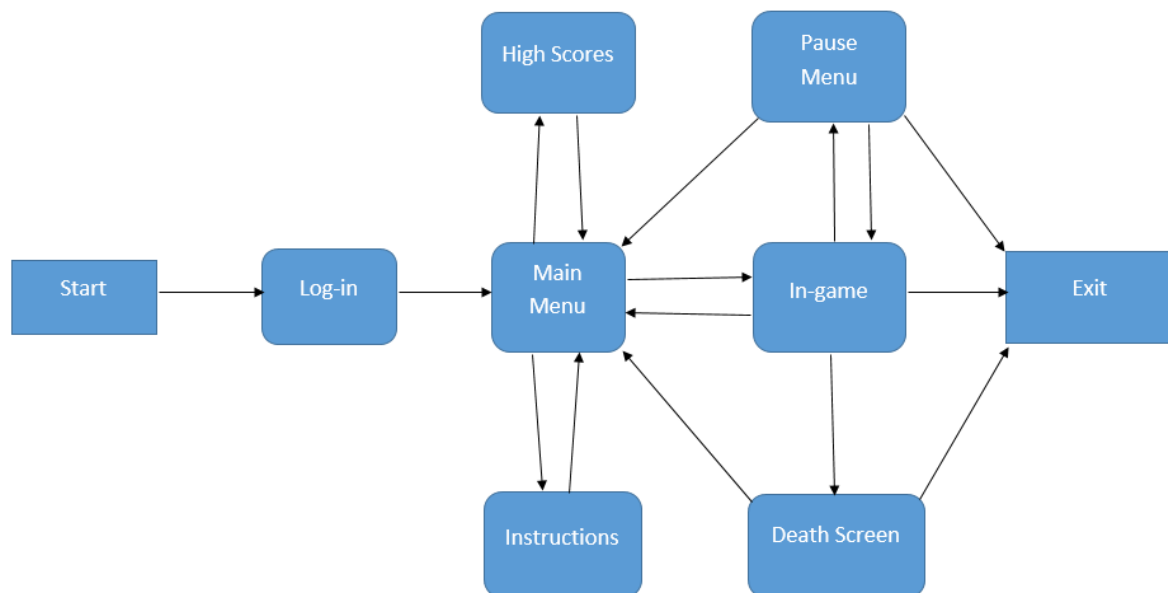 High Scores
Pause
Menu
Start
Log-in
Main
Menu
In-game
Exit
Instructions
Death Screen